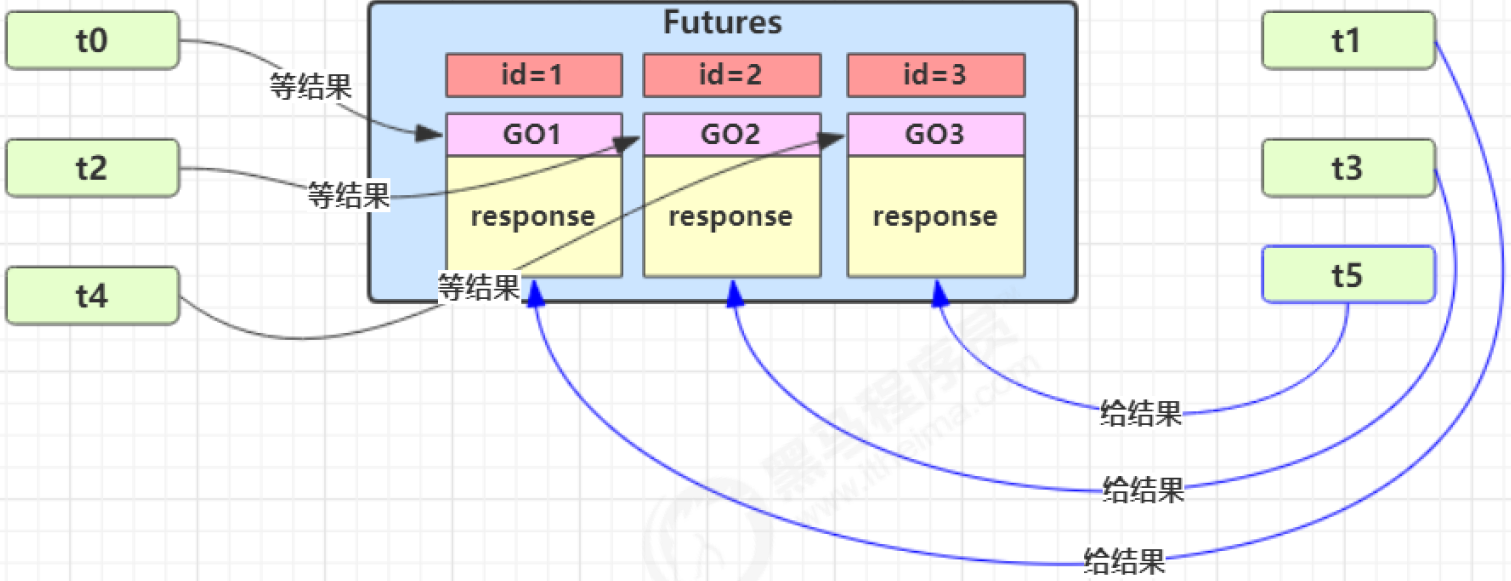 Futures
t0
t1
id=1
id=2
id=3
等结果
GO1
GO2
GO3
t2
t3
等结果
response
response
response
t4
t5
等结果
给结果
给结果
给结果
黑马程序员
www.itheima.com